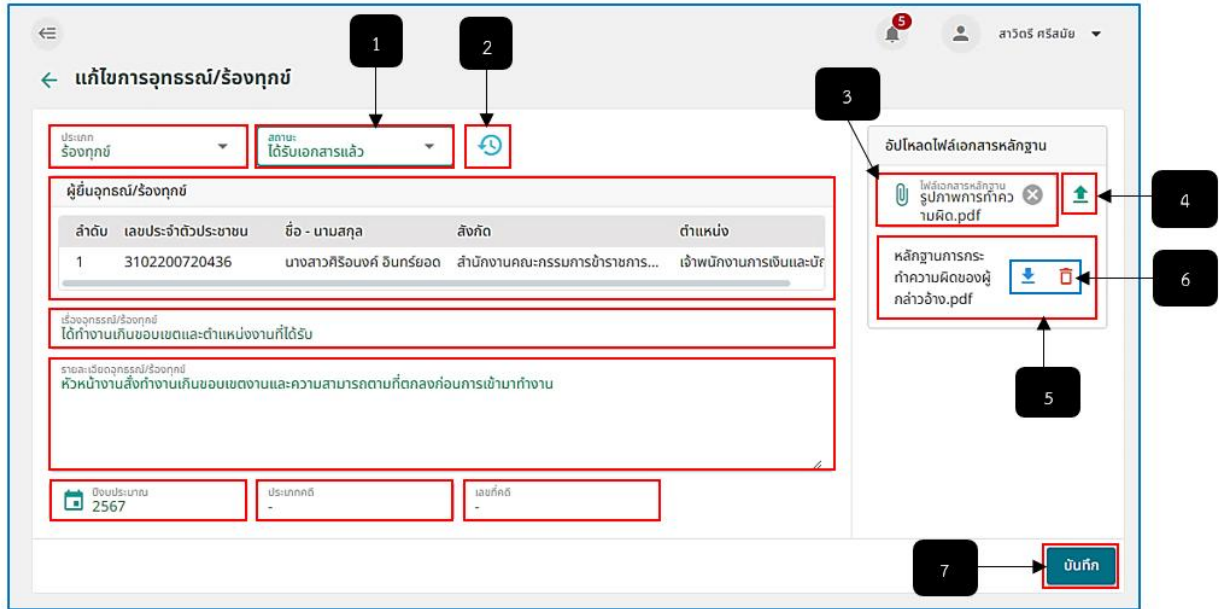 5
สาวิตรี ศรีสมัย
1
2
แก้ไขการอุทธรณ์/ร้องทุกข์
3
ประเภท
ร้องทุกข์
สถานะ
ได้รับเอกสารแล้ว
อัปโหลดไฟล์เอกสารหลักฐาน
ผู้ยื่นอุทธณ์/ร้องทุกข์
ไฟล์เอกสารหลักฐาน
รูปภาพการทำคว
ามผิด.pdf
4
ลำดับ เลขประจำตัวประชาชน ชื่อ - นามสกุล สังกัด ตำแหน่ง
1 3102200720436 นางสาวศิริอนงค์ อินทร์ยอด สำนักงานคณะกรรมการข้าราชการ... เจ้าพนักงานการเงินและบัญ
หลักฐานการกระ
ทำความผิดของผู้
กล่าวอ้าง.pdf
6
เรื่องอุทธรณ์/ร้องทุกข์
ได้ทำงานเกินขอบเขตและตำแหน่งงานที่ได้รับ
รายละเอียดอุทธรณ์/ร้องทุกข์
หัวหน้างานสั่งทำงานเกินขอบเขตงานและความสามารถตามที่ตกลงก่อนการเข้ามาทำงาน
5
ปีงบประมาณ
2567
ประเภทคดี
-
เลขที่คดี
-
7
บันทึก